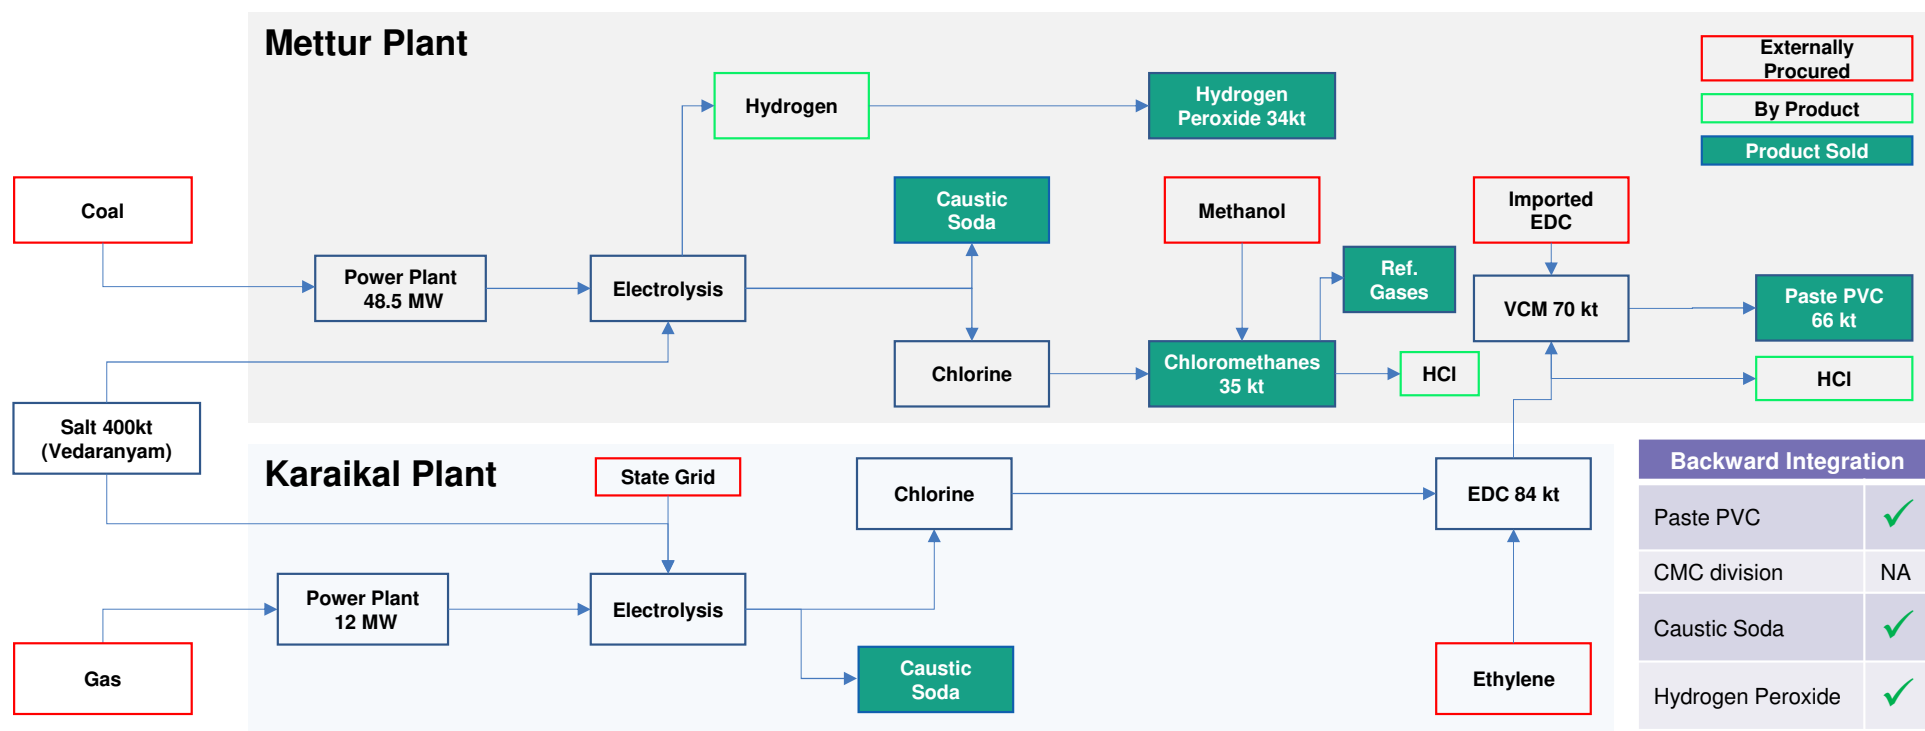 Mettur Plant
Externally
Procured
By Product
Product Sold
Hydrogen
Hydrogen
Peroxide 34kt
Coal
Caustic
Soda
Methanol
Imported
EDC
Power Plant
48.5 MW
Electrolysis
Ref.
Gases
VCM 70 kt
Paste PVC
66 kt
Chlorine
Chloromethanes
35 kt
HCl
HCl
Salt 400kt
(Vedaranyam)
Karaikal Plant
State Grid
Chlorine
EDC 84 kt
Power Plant
12 MW
Electrolysis
Gas
Caustic
Soda
Ethylene
Backward Integration
Paste PVC ✓
CMC division NA
Caustic Soda ✓
Hydrogen Peroxide ✓